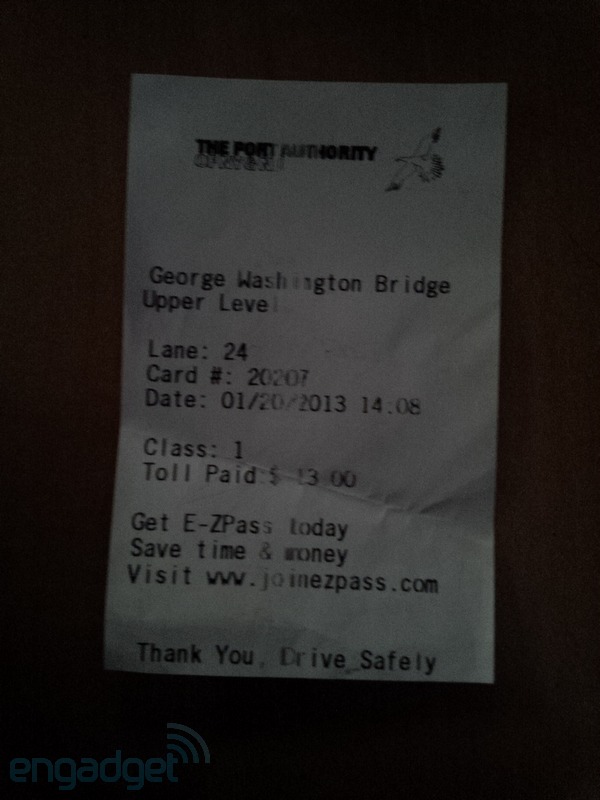 THE PORT AUTHORITY
George Washington Bridge
Upper Level
Lane: 24
Card #: 20207
Date: 01/20/2013 14:08
Class: 1
Toll Paid:$ 13.00
Get E-ZPass today
Save time & money
Visit www.joinezpass.com
Thank You, Drive Safely
engadget